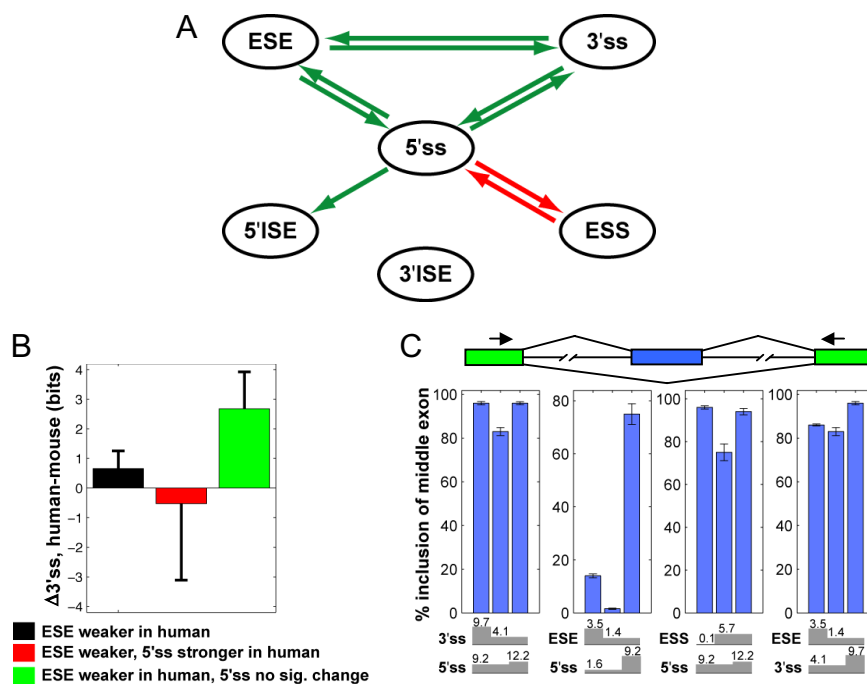 A
ESE
3'ss
5'ss
5'ISE
ESS
3'ISE
B
Δ3'ss, human-mouse (bits)
4
3
2
1
0
−1
−2
−3
−4
ESE weaker in human
ESE weaker, 5'ss stronger in human
ESE weaker in human, 5'ss no sig. change
C
% inclusion of middle exon
100
80
60
40
20
0
80
60
40
20
0
100
80
60
40
20
0
100
80
60
40
20
0
3'ss 9.7 4.1
5'ss 9.2 12.2
ESE 3.5 1.4
5'ss 1.6 9.2
ESS 0.1 5.7
5'ss 9.2 12.2
ESE 3.5 1.4
3'ss 4.1 9.7